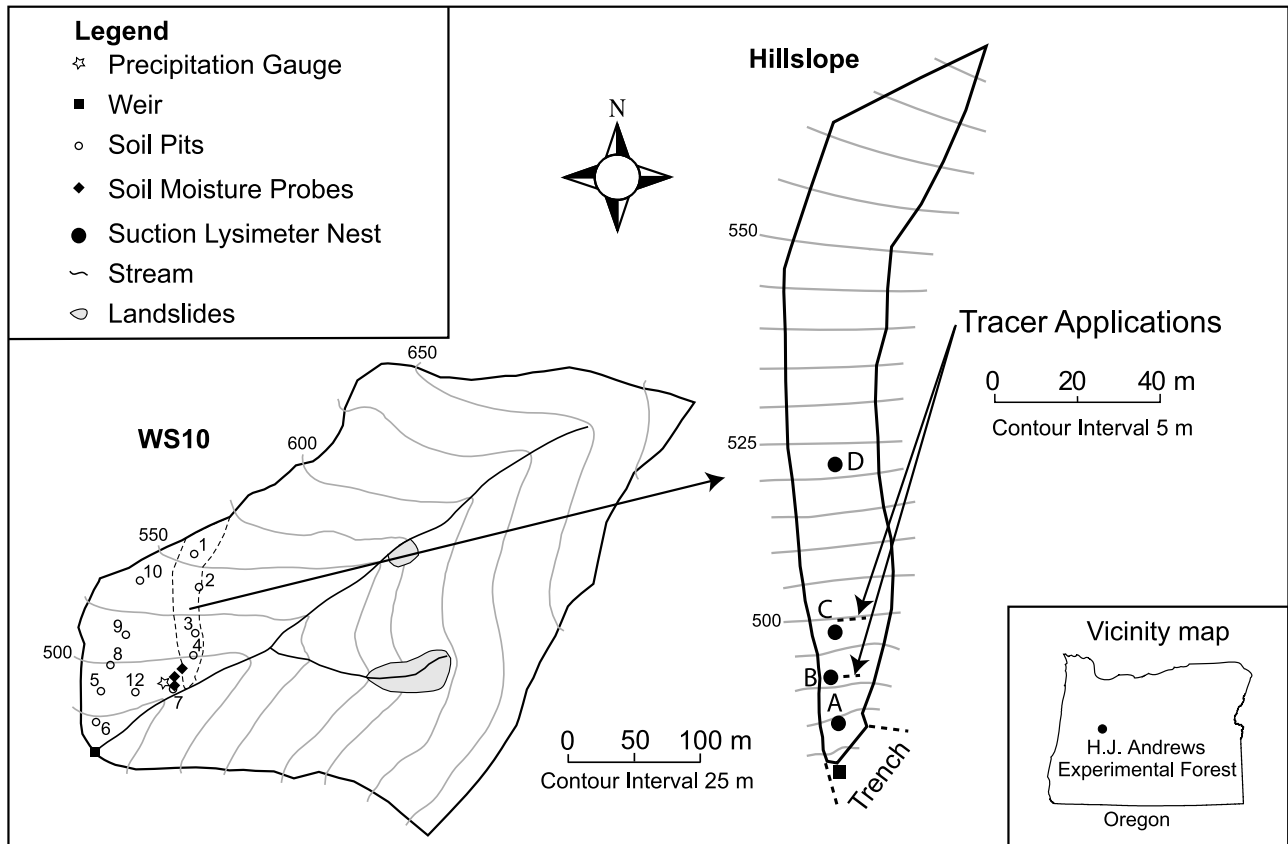 Legend
Precipitation Gauge
Weir
Soil Pits
Soil Moisture Probes
Suction Lysimeter Nest
Stream
Landslides
N
Hillslope
550
525
500
D
C
B
A
Trench
Tracer Applications
0 20 40 m
Contour Interval 5 m
WS10
650
600
550
500
1
10
2
9
3
8
4
5
12
7
6
0 50 100 m
Contour Interval 25 m
Vicinity map
H.J. Andrews
Experimental Forest
Oregon